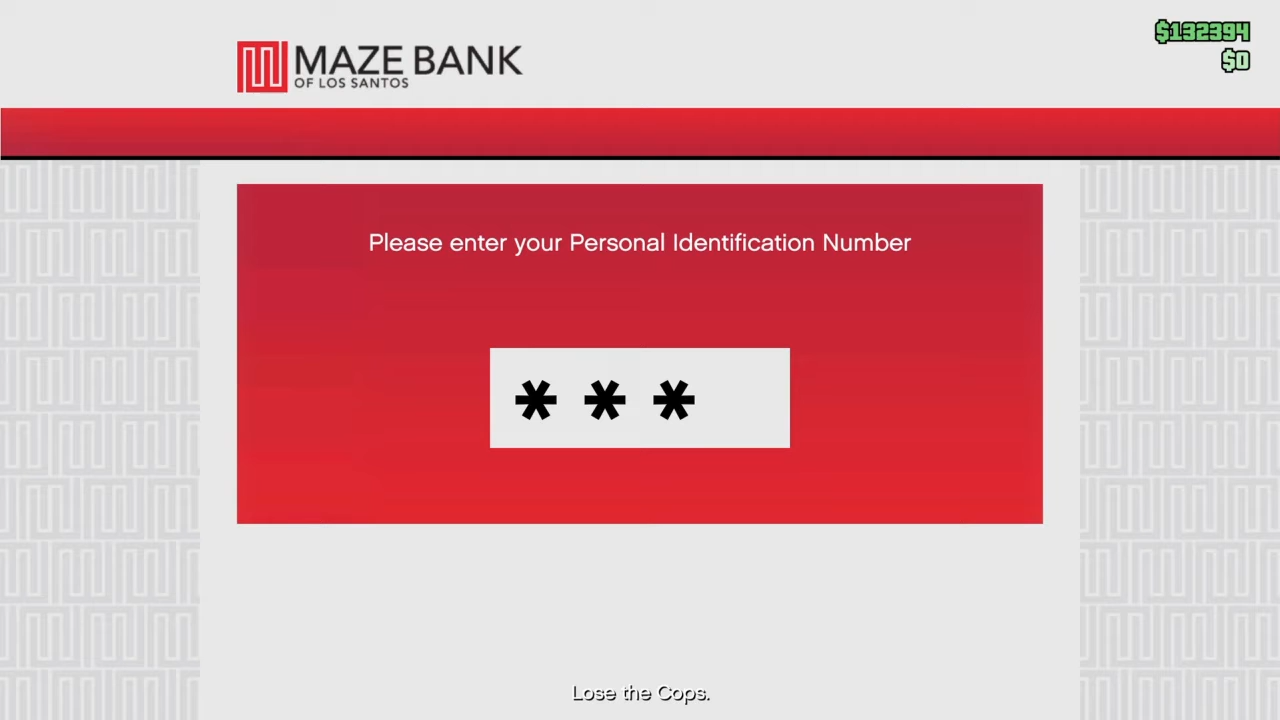 MAZE BANK
OF LOS SANTOS
$132394
$0
Please enter your Personal Identification Number
* * *
Lose the Cops.